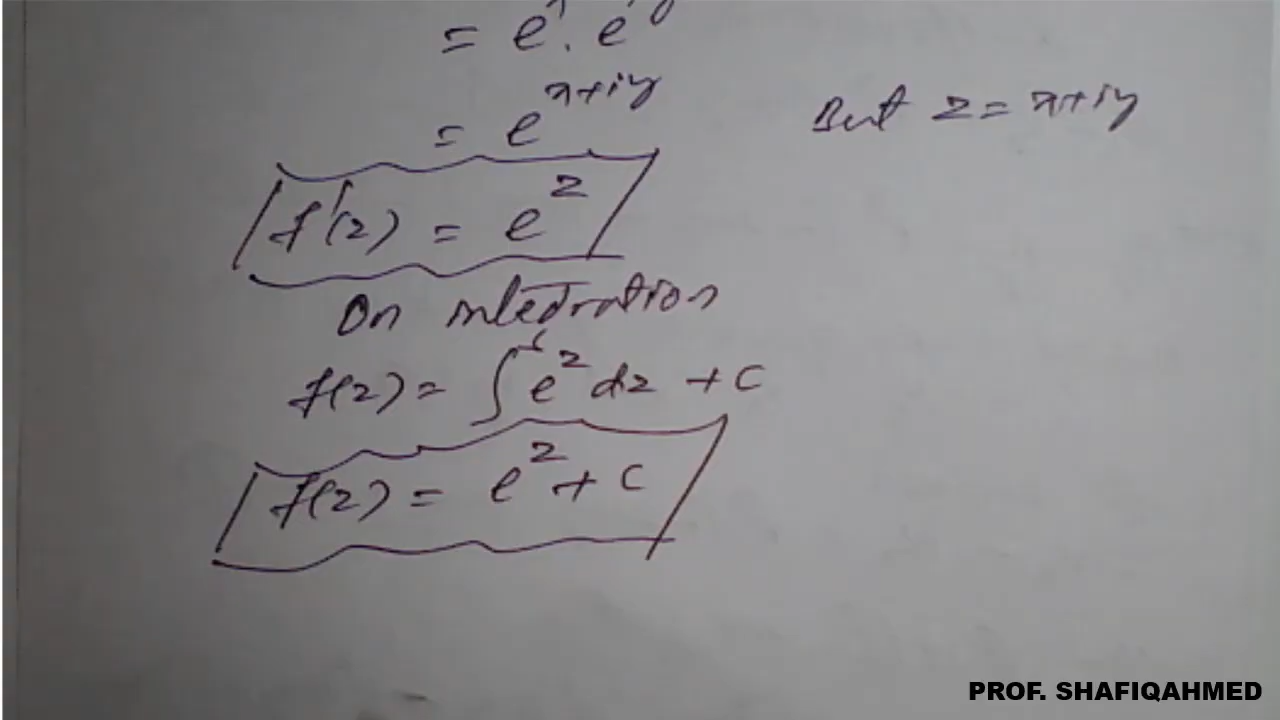 = e^x . e^iy
= e^x+iy
But z = x+iy
f'(z) = e^z
On integration
f(z) = ∫ e^z dz + C
f(z) = e^z + C
PROF. SHAFIQAHMED